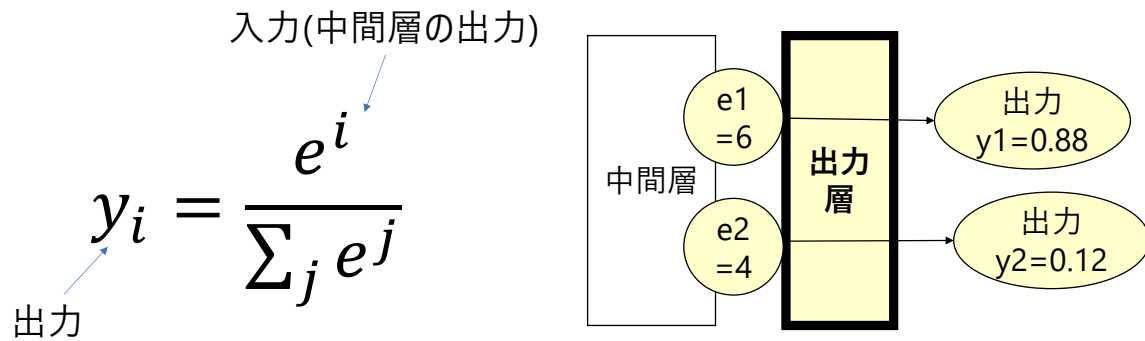 入力(中間層の出力)
y_i = e^i / ∑_j e^j
出力
中間層
e1
=6
e2
=4
出力
層
出力
y1=0.88
出力
y2=0.12